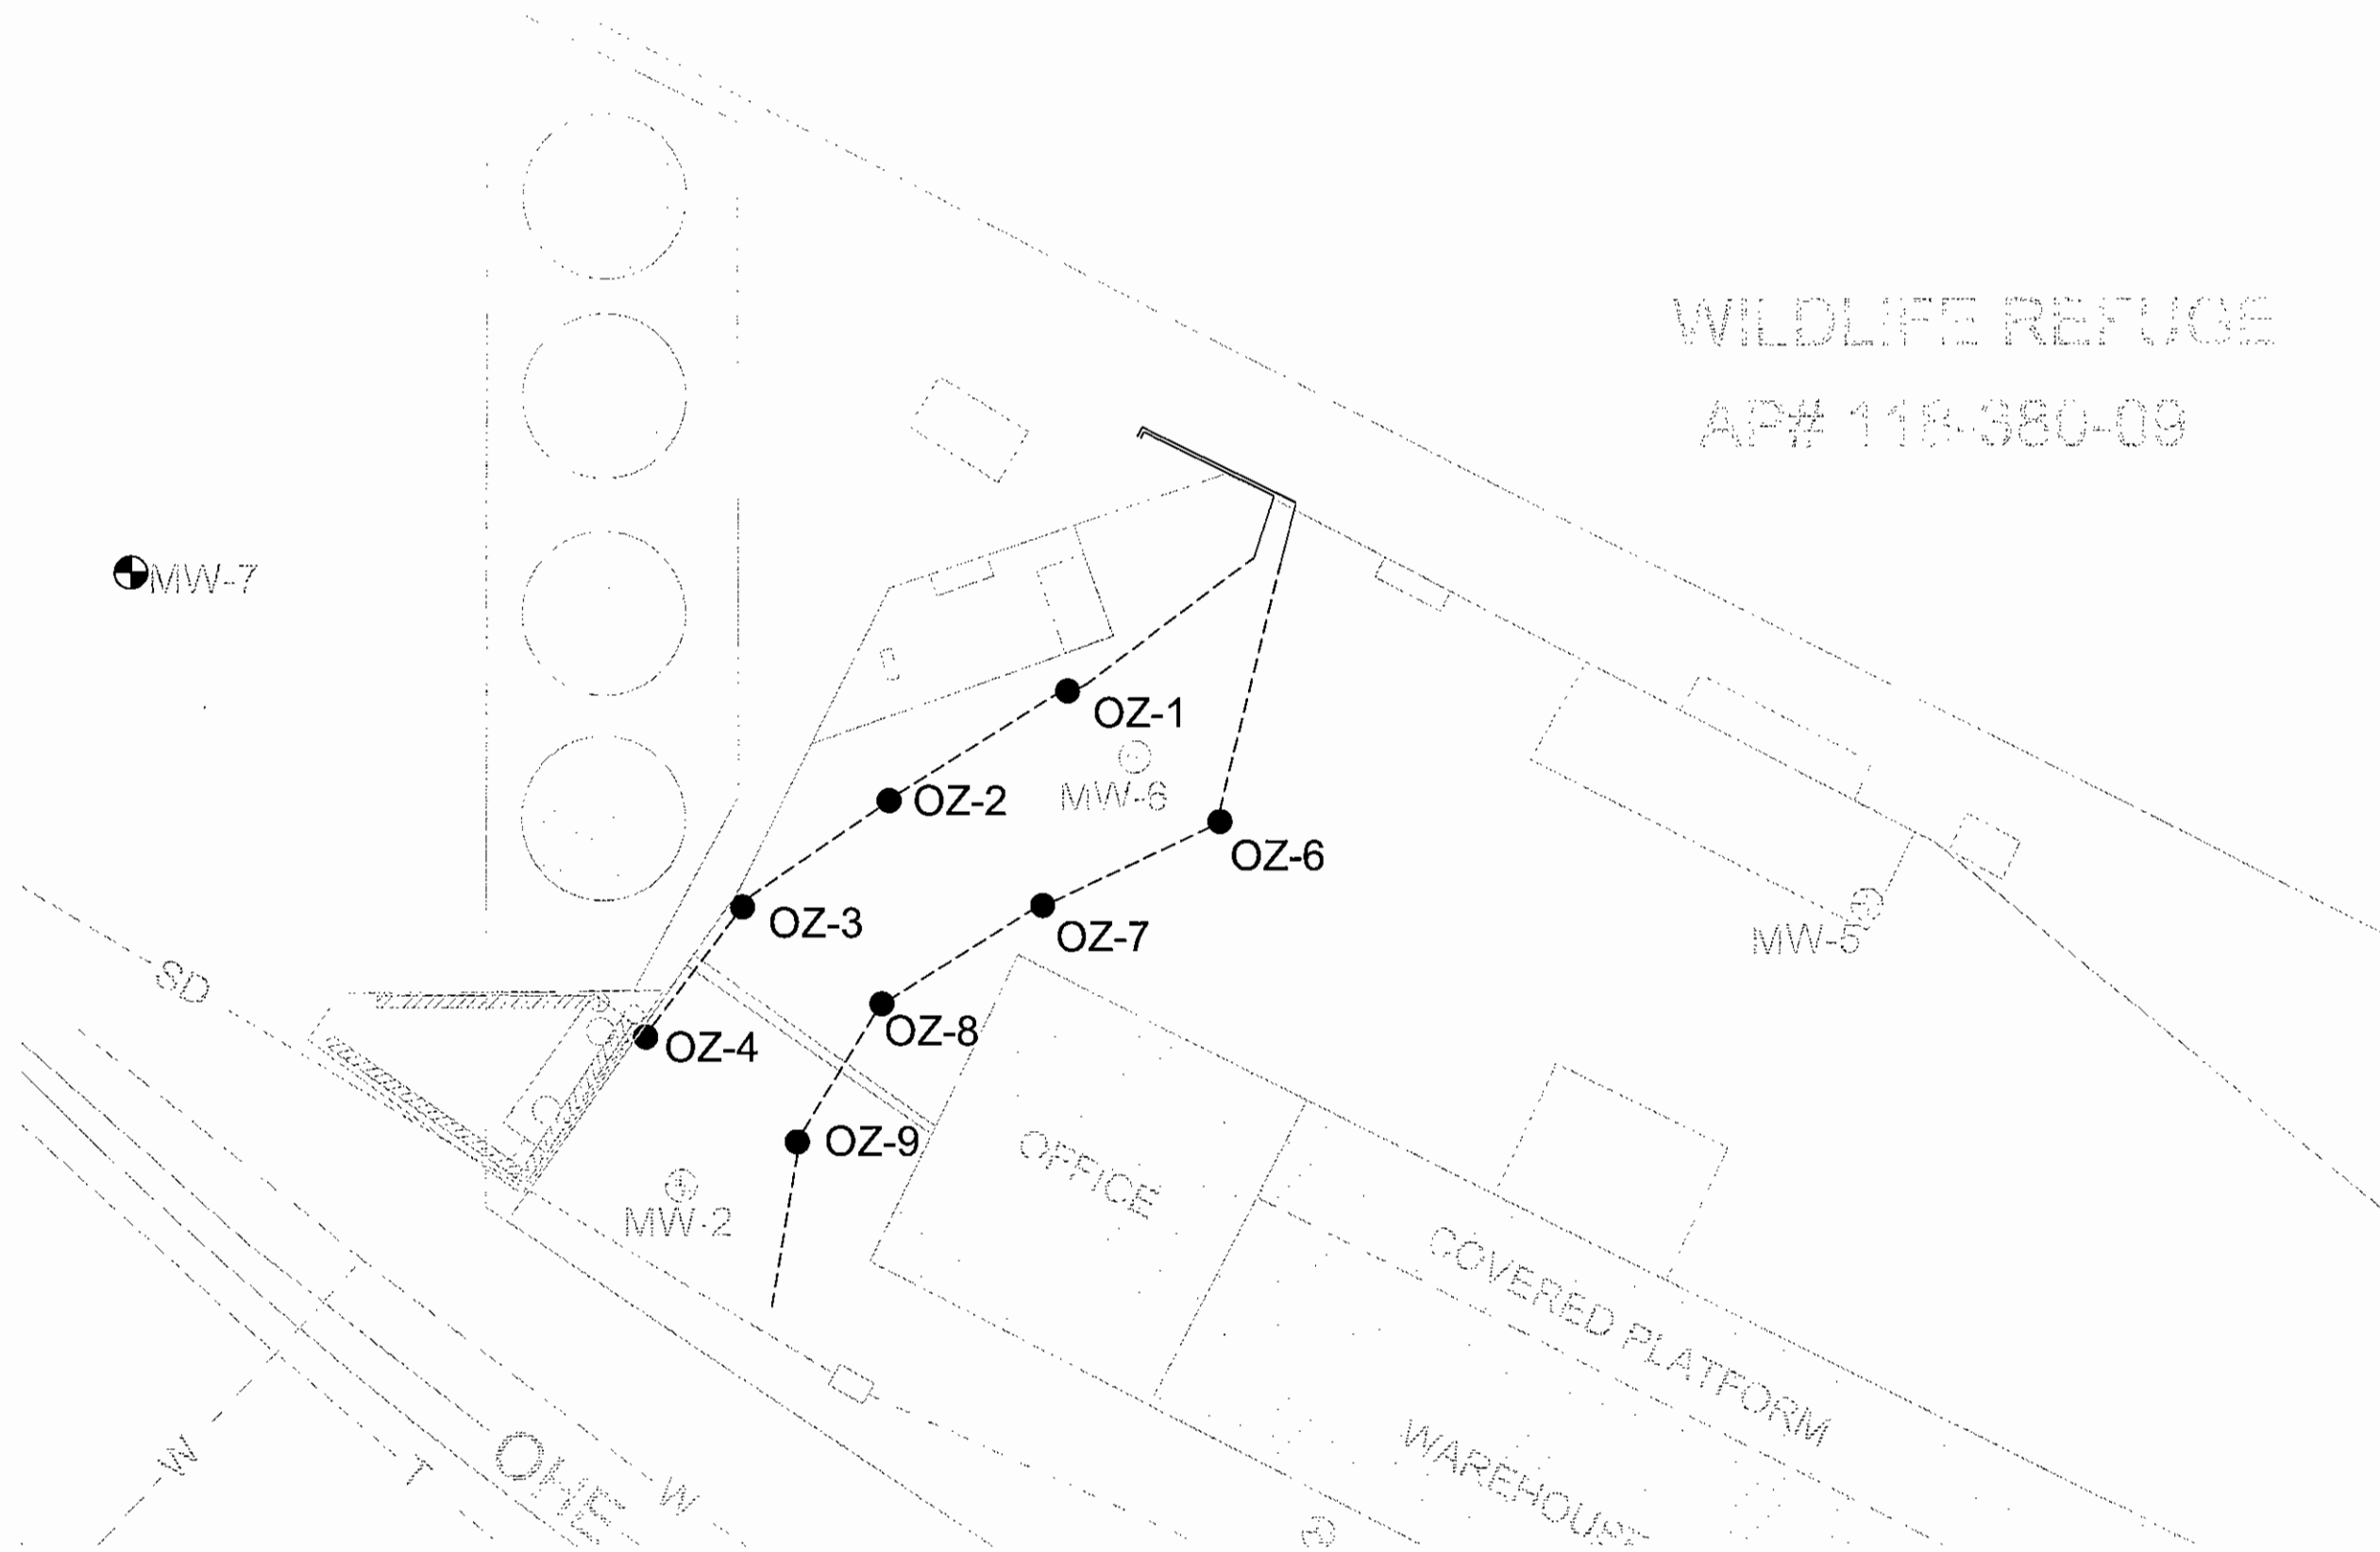 WILDLIFE REFUGE
AP# 118-380-09
MW-7
OZ-1
OZ-2
MW-6
OZ-6
OZ-3
OZ-7
MW-5
SD
OZ-8
OZ-4
OZ-9
OFFICE
MW-2
COVERED PLATFORM
WAREHOUSE
W
T
OHE
W